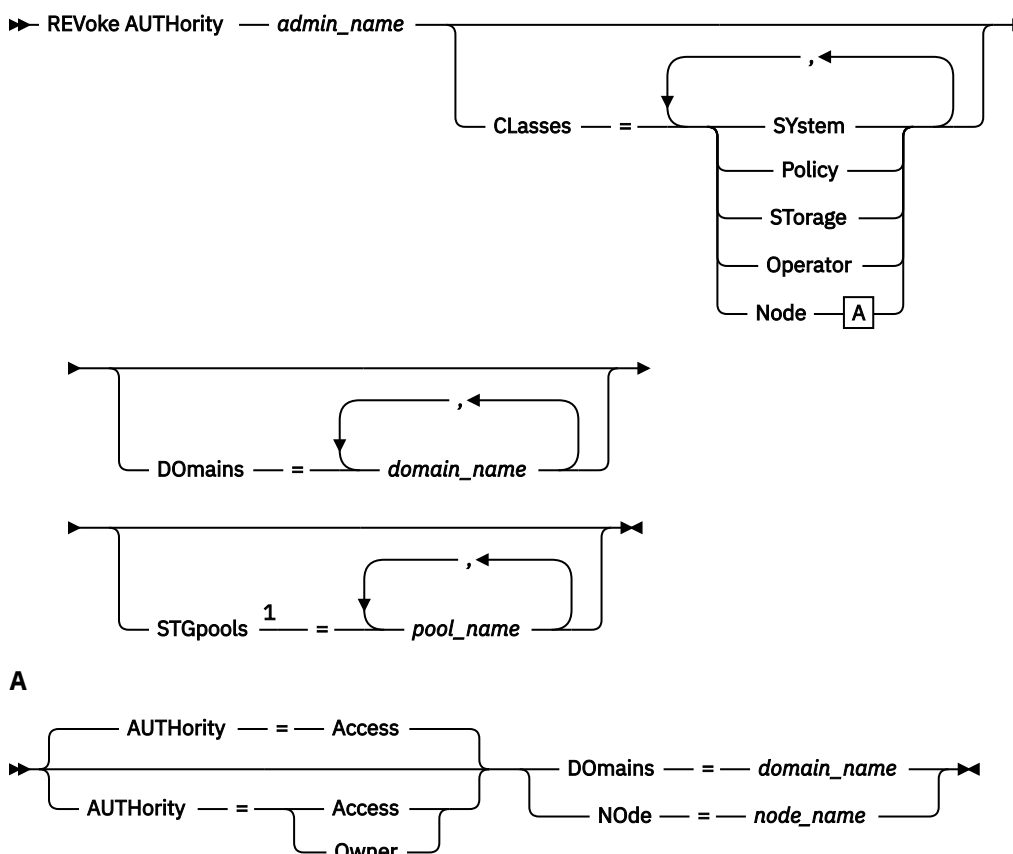 REVoke AUTHority admin_name
,
CLasses = SYstem
Policy
STorage
Operator
Node A
,
DOmains = domain_name
,
STGpools 1 = pool_name
A
AUTHority = Access
DOmains = domain_name
AUTHority = Access
NOde = node_name
Owner